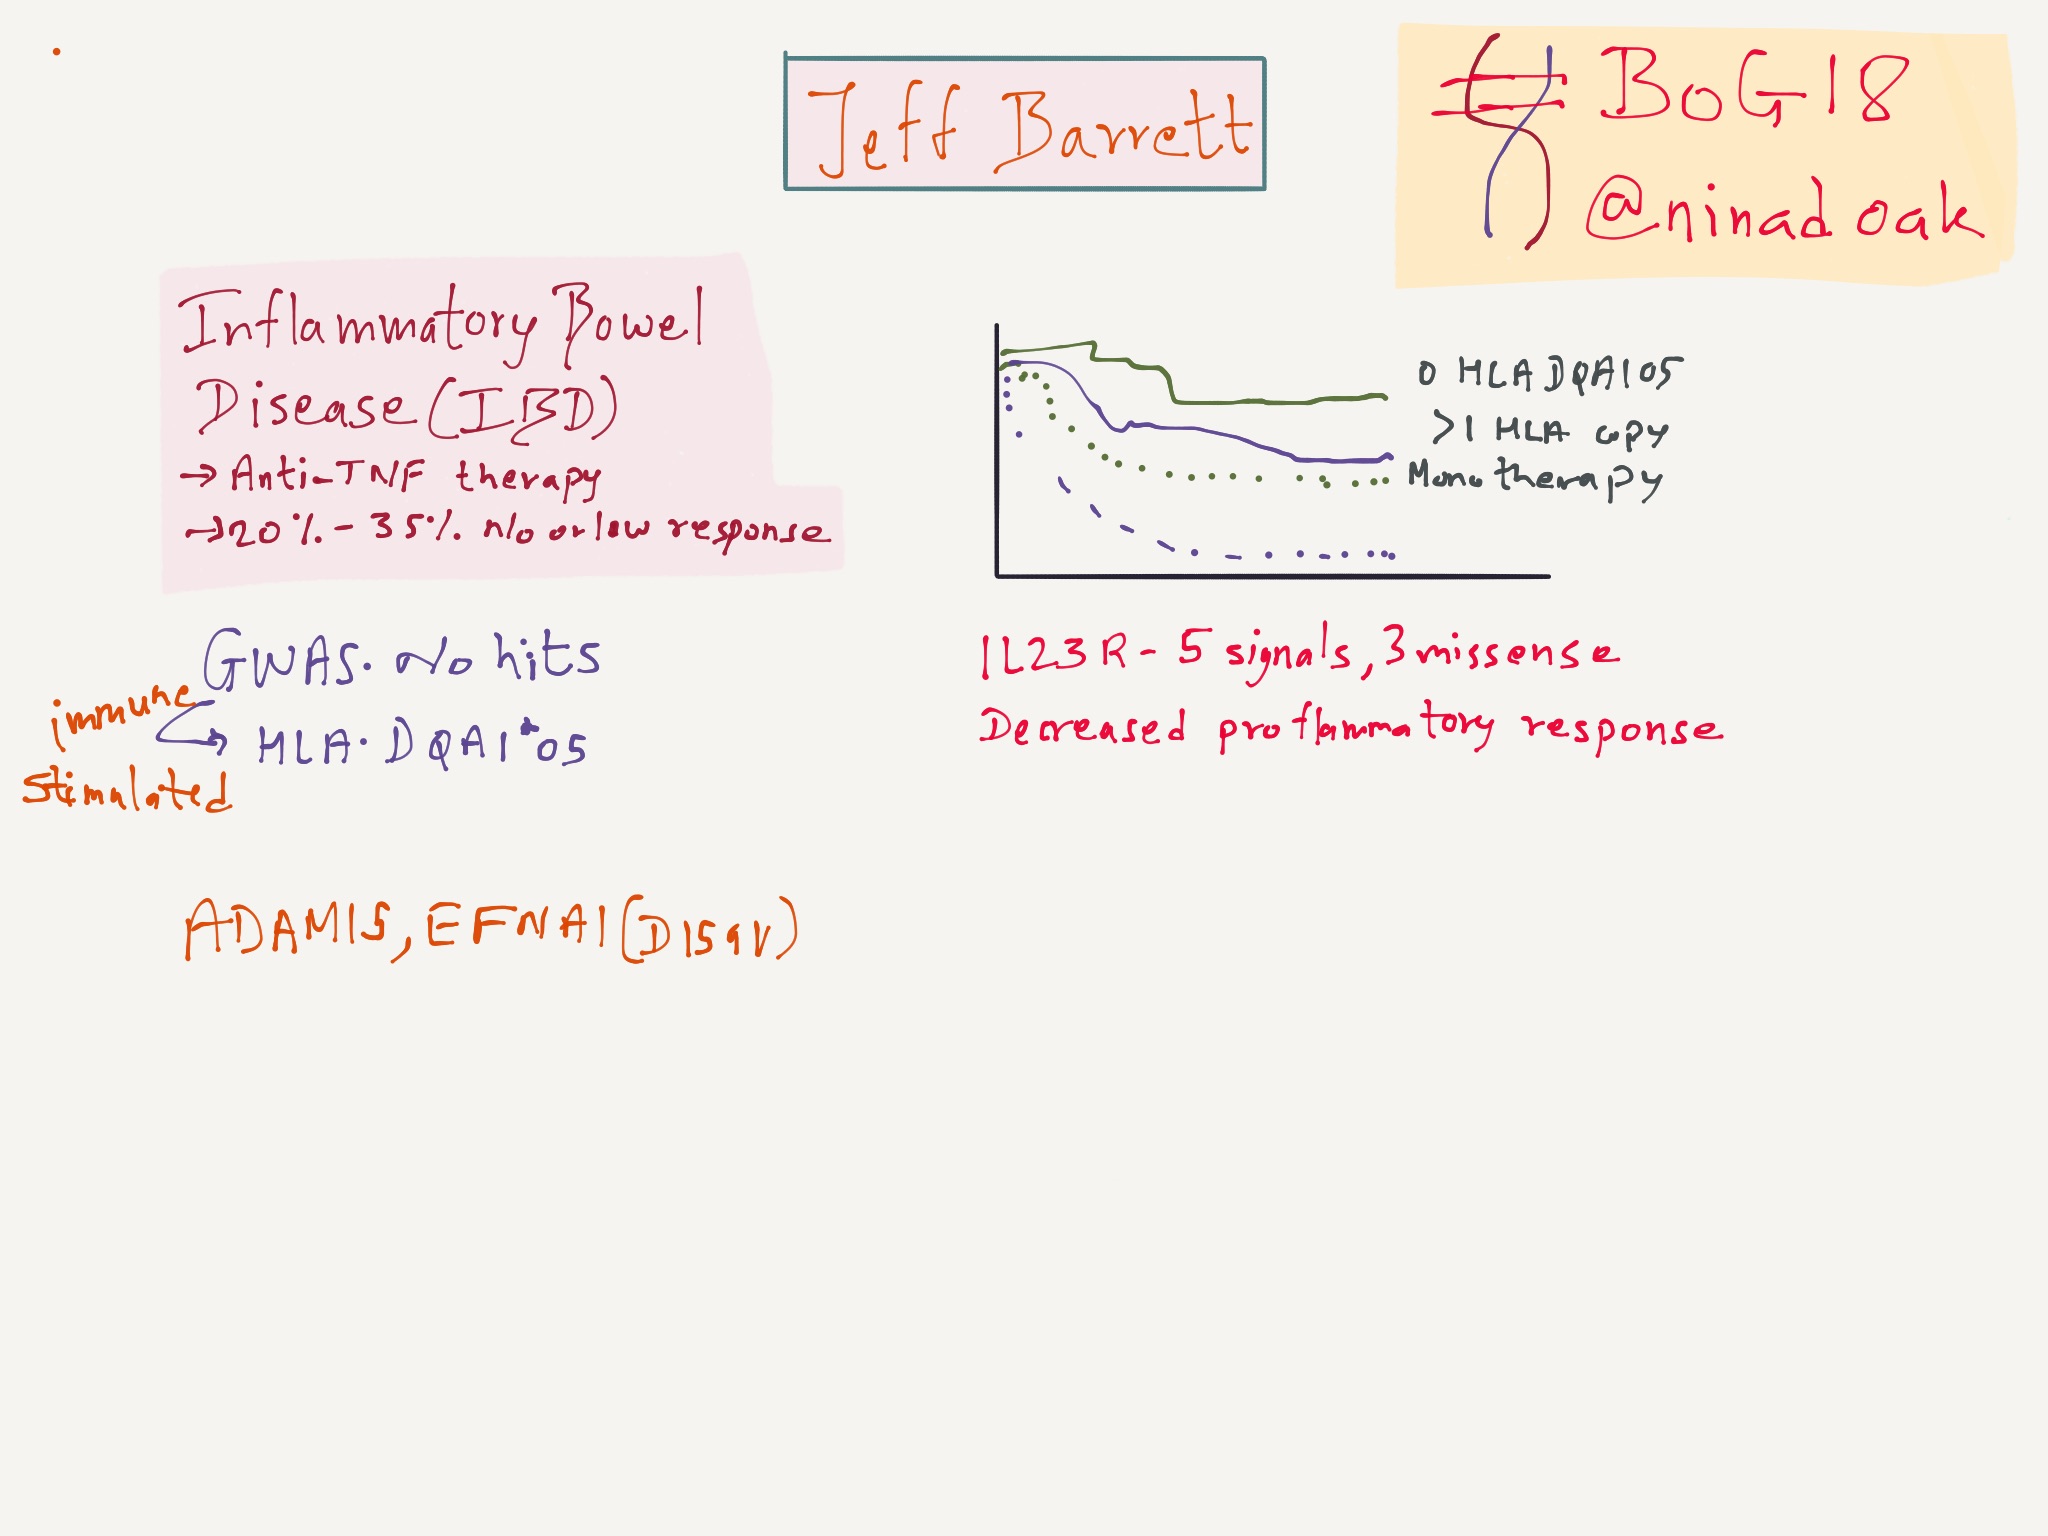 Jeff Barrett
#BoG18
@ninadoak
Inflammatory Bowel
Disease (IBD)
→ Anti-TNF therapy
→ 20% - 35% no or low response
0 HLADQA105
>1 HLA copy
Monotherapy
GWAS. No hits
immune
→ HLA. DQA1*05
Stimulated
IL23R - 5 signals, 3 missense
Decreased proflammatory response
ADAM15, EFNA1 (D159V)